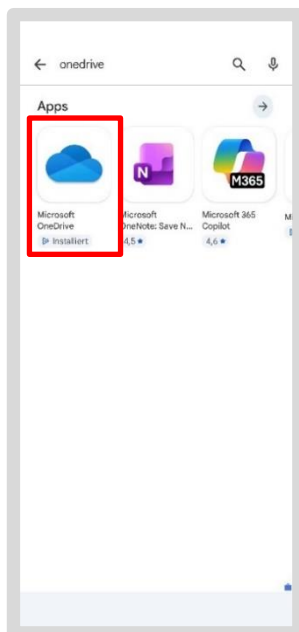 onedrive
Apps
N
M365
Microsoft OneDrive
Installiert
Microsoft OneNote: Save N...
4,5 ★
Microsoft 365 Copilot
4,6 ★